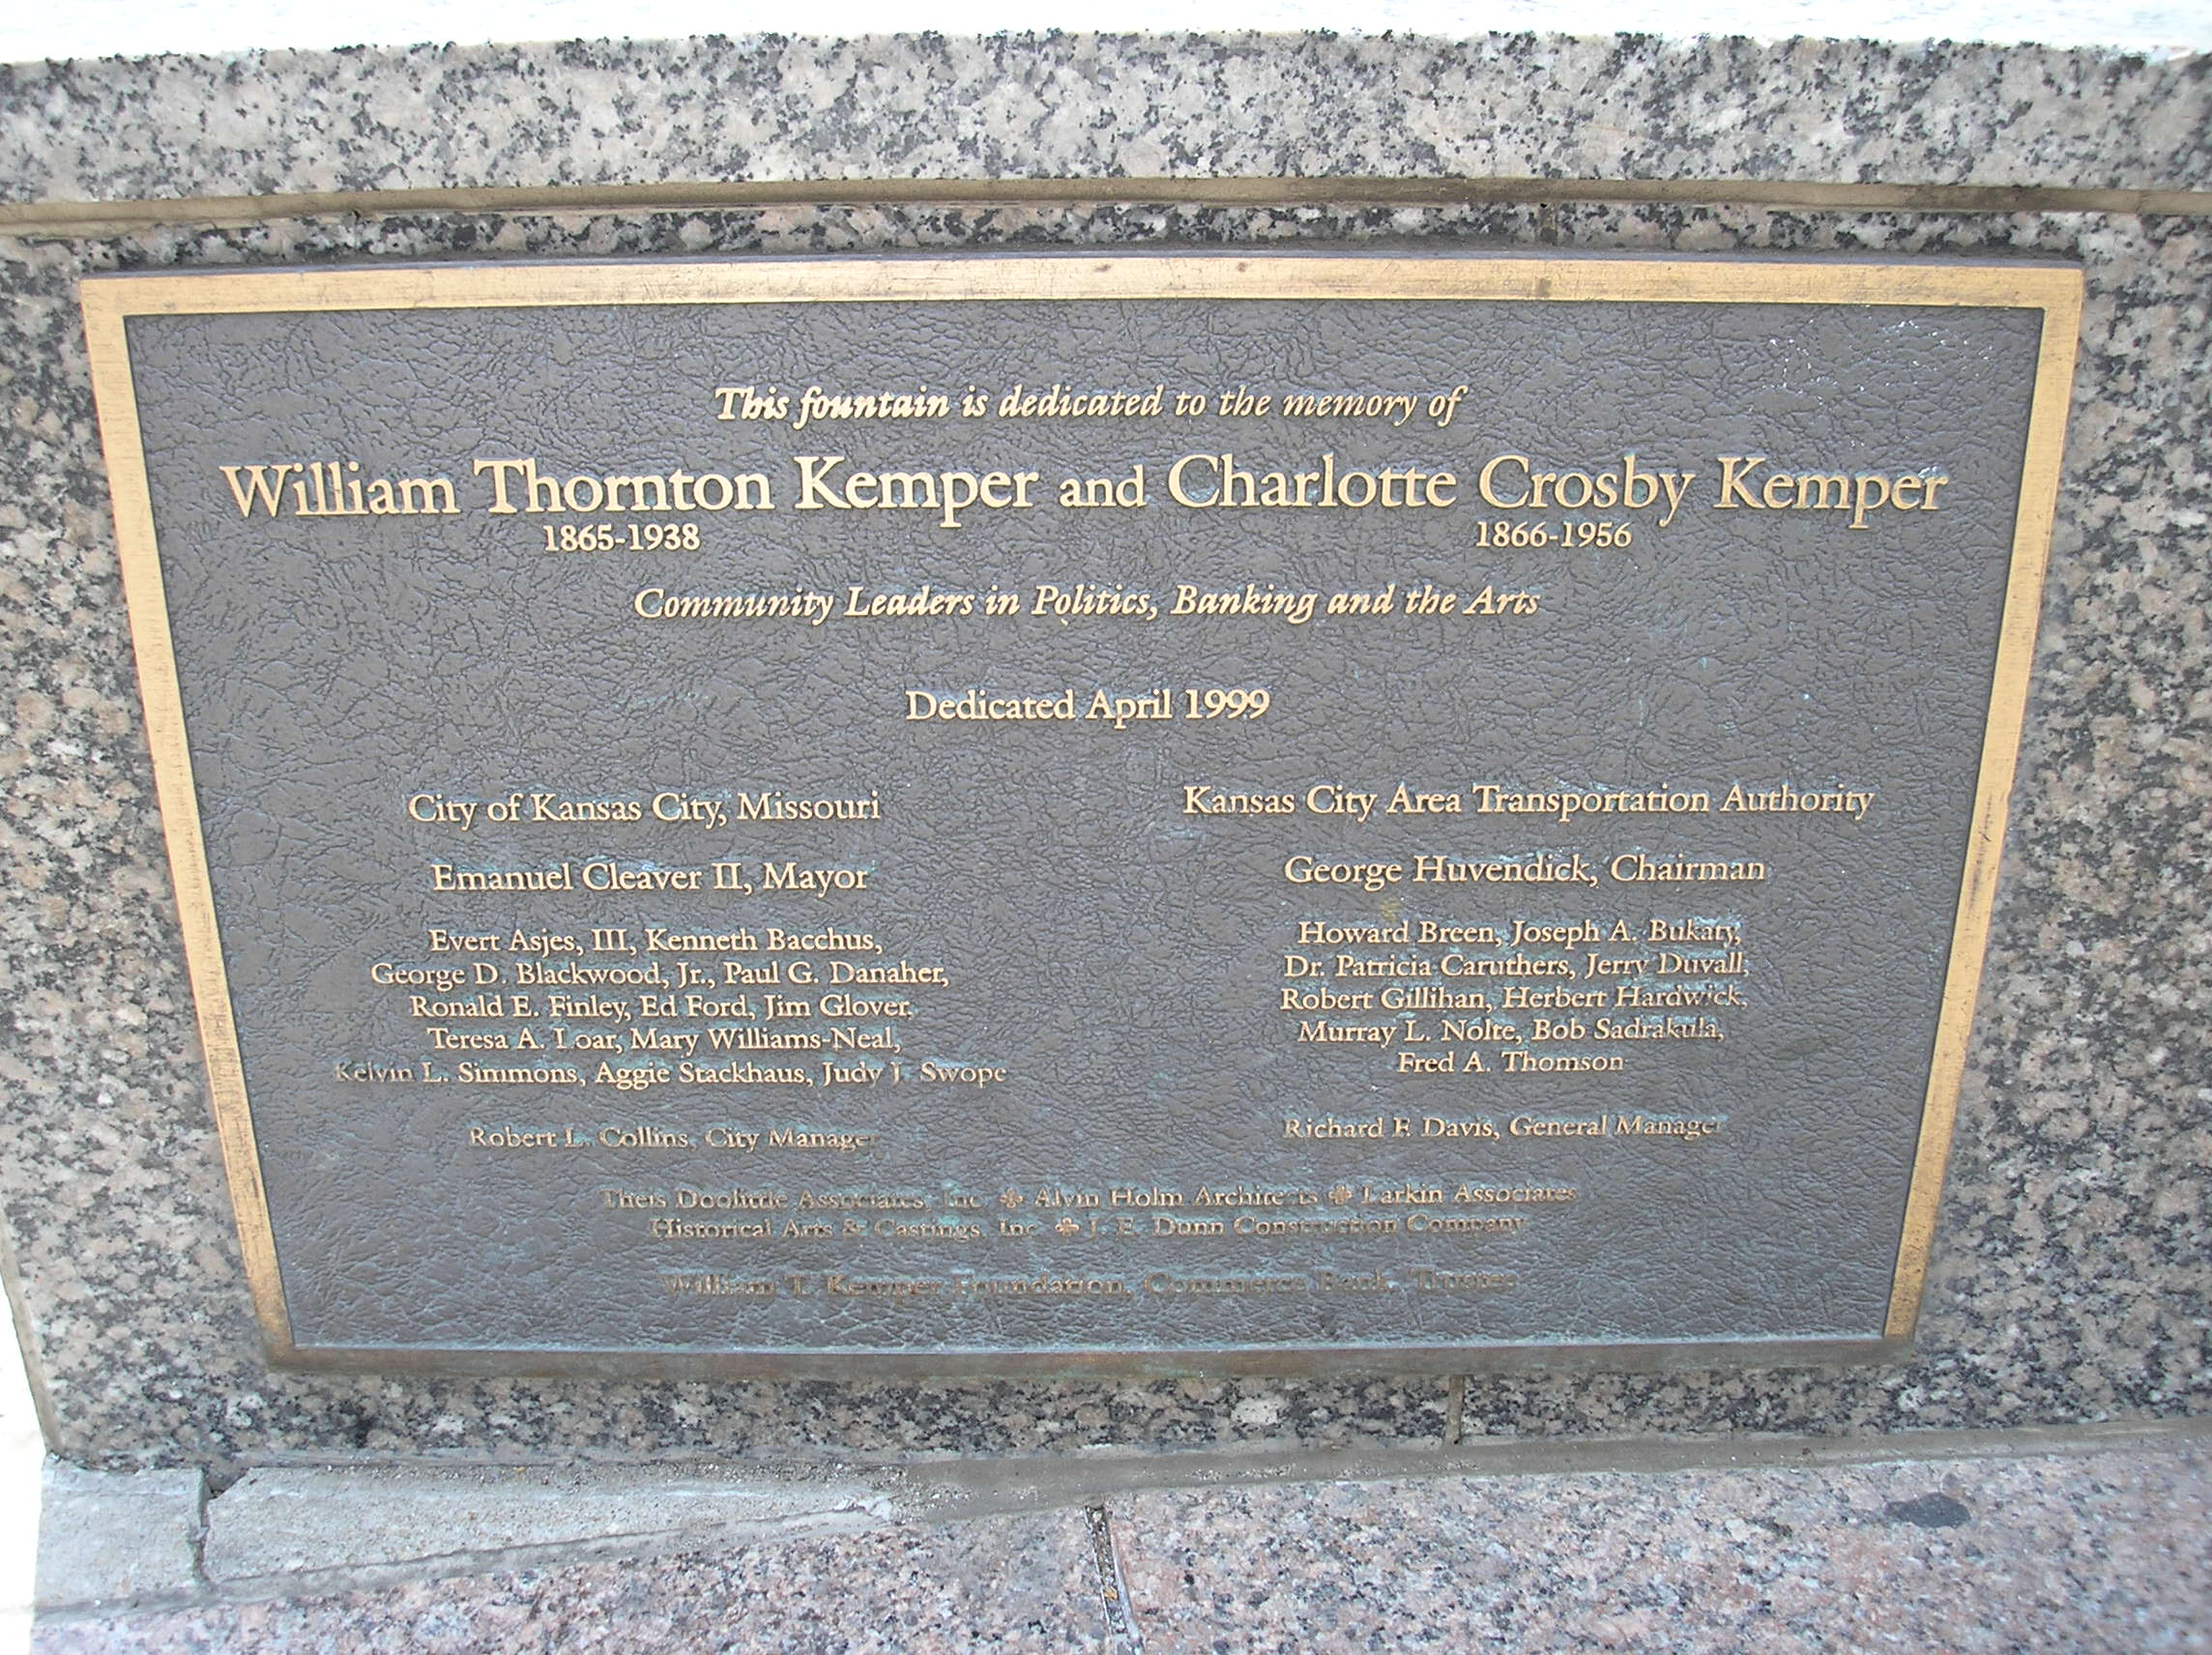 This fountain is dedicated to the memory of
William Thornton Kemper and Charlotte Crosby Kemper
1865-1938
1866-1956
Community Leaders in Politics, Banking and the Arts
Dedicated April 1999
City of Kansas City, Missouri
Emanuel Cleaver II, Mayor
Evert Asjes, III, Kenneth Bacchus,
George D. Blackwood, Jr., Paul G. Danaher,
Ronald E. Finley, Ed Ford, Jim Glover,
Teresa A. Loar, Mary Williams-Neal,
Kelvin L. Simmons, Aggie Stackhaus, Judy J. Swope
Robert L. Collins, City Manager
Kansas City Area Transportation Authority
George Huvendick, Chairman
Howard Breen, Joseph A. Bukaty,
Dr. Patricia Caruthers, Jerry Duvall,
Robert Gillihan, Herbert Hardwick,
Murray L. Nolte, Bob Sadrakula,
Fred A. Thomson
Richard F. Davis, General Manager
Theis Doolittle Associates, Inc. Alvin Holm Architects Larkin Associates
Historical Arts & Castings, Inc. J. E. Dunn Construction Company
William T. Kemper Foundation, Commerce Bank, Trustee